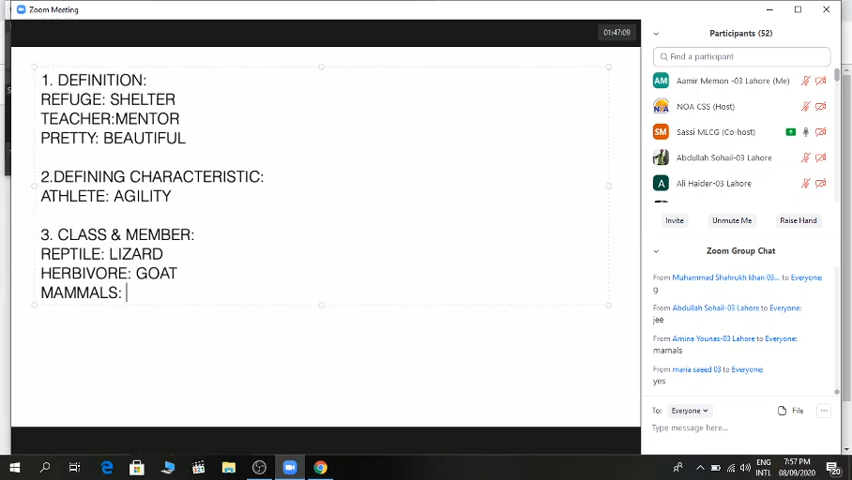 Zoom Meeting
01:47:09
1. DEFINITION:
REFUGE: SHELTER
TEACHER:MENTOR
PRETTY: BEAUTIFUL
2.DEFINING CHARACTERISTIC:
ATHLETE: AGILITY
3. CLASS & MEMBER:
REPTILE: LIZARD
HERBIVORE: GOAT
MAMMALS:
Participants (52)
Find a participant
AM Aamir Memon -03 Lahore (Me)
NOA CSS (Host)
SM Sassi MLCG (Co-host)
Abdullah Sohail-03 Lahore
A Ali Haider-03 Lahore
Invite Unmute Me Raise Hand
Zoom Group Chat
From Muhammad Shahrukh khan 03... to Everyone:
g
From Abdullah Sohail-03 Lahore to Everyone:
jee
From Amina Younas-03 Lahore to Everyone:
mamals
From maria saeed 03 to Everyone:
yes
To: Everyone File ...
Type message here...
ENG
INTL
7:57 PM
08/09/2020
20